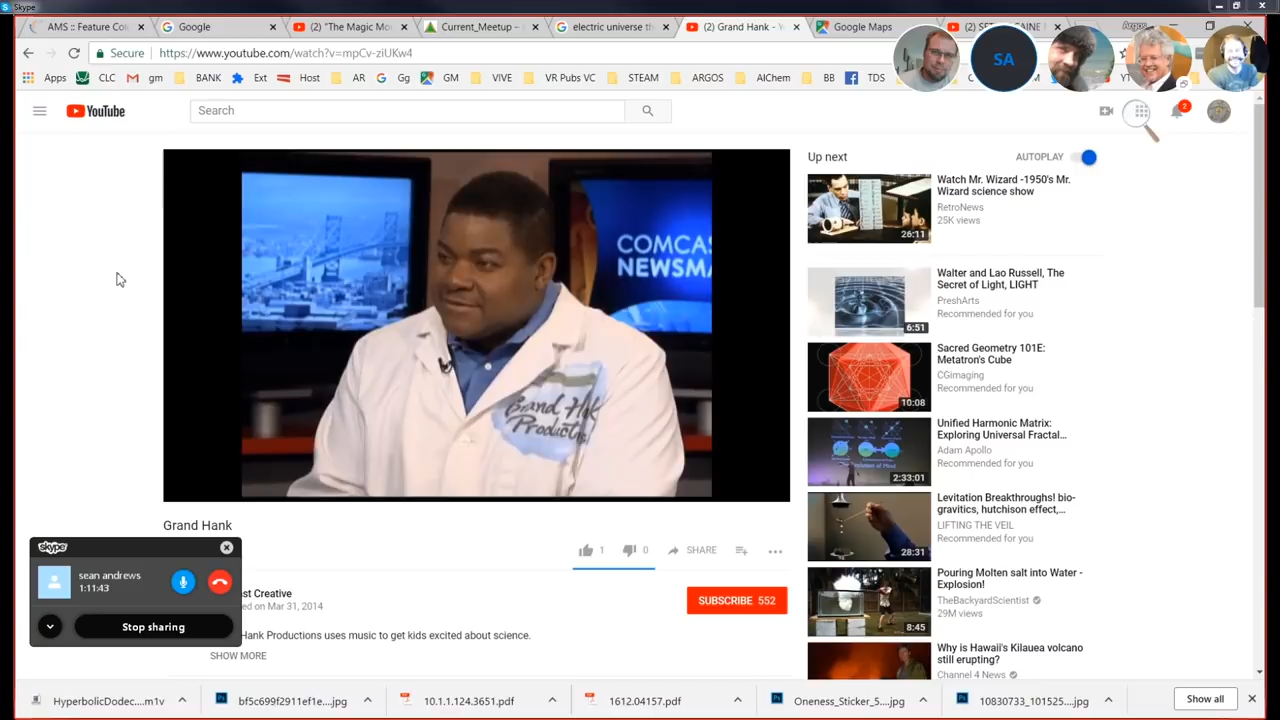 Skype
AMS :: Feature Col
Google
(2) "The Magic Mov
Current_Meetup -
electric universe th
(2) Grand Hank - Y
Google Maps
Argos
Secure
https://www.youtube.com/watch?v=mpCv-ziUKw4
SA
Apps
CLC
gm
BANK
Ext
Host
AR
Gg
GM
VIVE
VR Pubs VC
STEAM
ARGOS
AIChem
BB
TDS
YouTube
Search
2
COMCAS
NEWSMA
Grand Hank
Productions
Up next
AUTOPLAY
Watch Mr. Wizard -1950's Mr.
Wizard science show
RetroNews
25K views
26:11
Walter and Lao Russell, The
Secret of Light, LIGHT
PreshArts
Recommended for you
6:51
Sacred Geometry 101E:
Metatron's Cube
CGimaging
Recommended for you
10:08
Unified Harmonic Matrix:
Exploring Universal Fractal...
Adam Apollo
Recommended for you
2:33:01
Levitation Breakthroughs! bio-
gravitics, hutchison effect,...
LIFTING THE VEIL
Recommended for you
28:31
Pouring Molten salt into Water -
Explosion!
TheBackyardScientist
29M views
8:45
Why is Hawaii's Kilauea volcano
still erupting?
Channel 4 News
Grand Hank
1
0
SHARE
skype
sean andrews
1:11:43
Stop sharing
ast Creative
ed on Mar 31, 2014
SUBSCRIBE 552
Hank Productions uses music to get kids excited about science.
SHOW MORE
HyperbolicDodec....m1v
bf5c699f2911ef1e....jpg
10.1.1.124.3651.pdf
1612.04157.pdf
Oneness_Sticker_5....jpg
10830733_101525....jpg
Show all